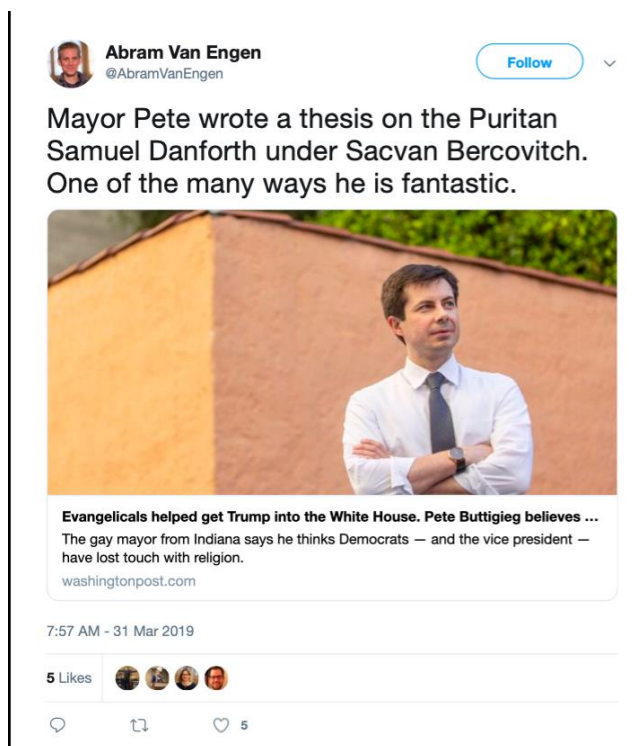 Abram Van Engen
@AbramVanEngen
Follow
Mayor Pete wrote a thesis on the Puritan
Samuel Danforth under Sacvan Bercovitch.
One of the many ways he is fantastic.
Evangelicals helped get Trump into the White House. Pete Buttigieg believes ...
The gay mayor from Indiana says he thinks Democrats — and the vice president —
have lost touch with religion.
washingtonpost.com
7:57 AM - 31 Mar 2019
5 Likes
5